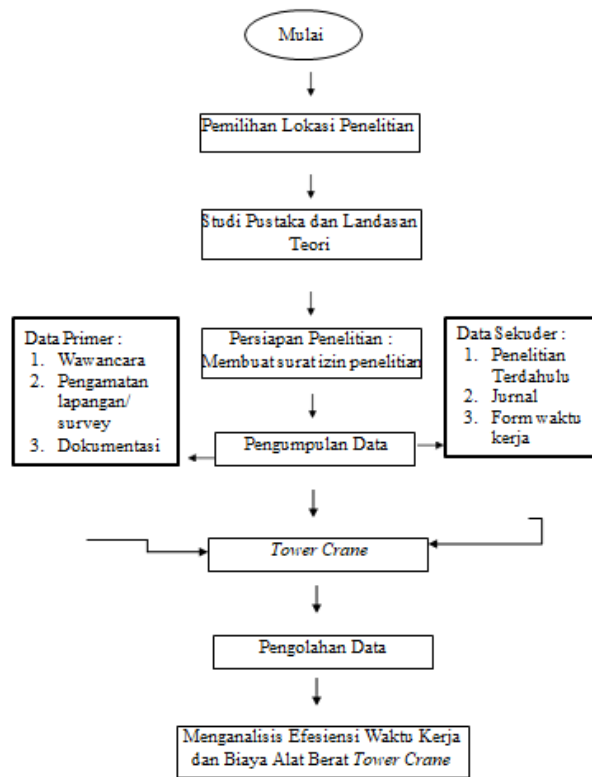 Mulai
Pemilihan Lokasi Penelitian
Studi Pustaka dan Landasan
Teori
Persiapan Penelitian :
Membuat surat izin penelitian
Data Primer :
1. Wawancara
2. Pengamatan
lapangan/
survey
3. Dokumentasi
Data Sekuder :
1. Penelitian
Terdahulu
2. Jurnal
3. Form waktu
kerja
Pengumpulan Data
Tower Crane
Pengolahan Data
Menganalisis Efesiensi Waktu Kerja
dan Biaya Alat Berat Tower Crane